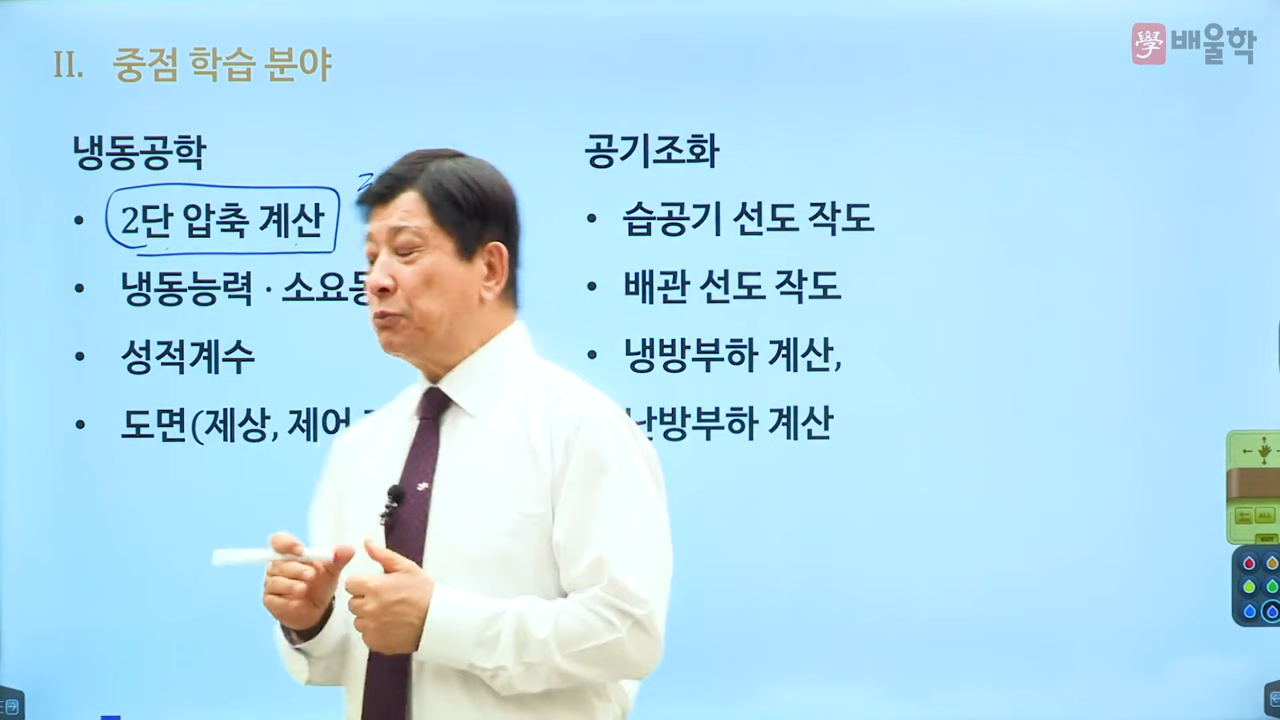 II. 중점 학습 분야
學 배울학
냉동공학
• 2단 압축 계산
• 냉동능력 · 소요
• 성적계수
• 도면(제상, 제어
공기조화
• 습공기 선도 작도
• 배관 선도 작도
• 냉방부하 계산,
난방부하 계산
ALL